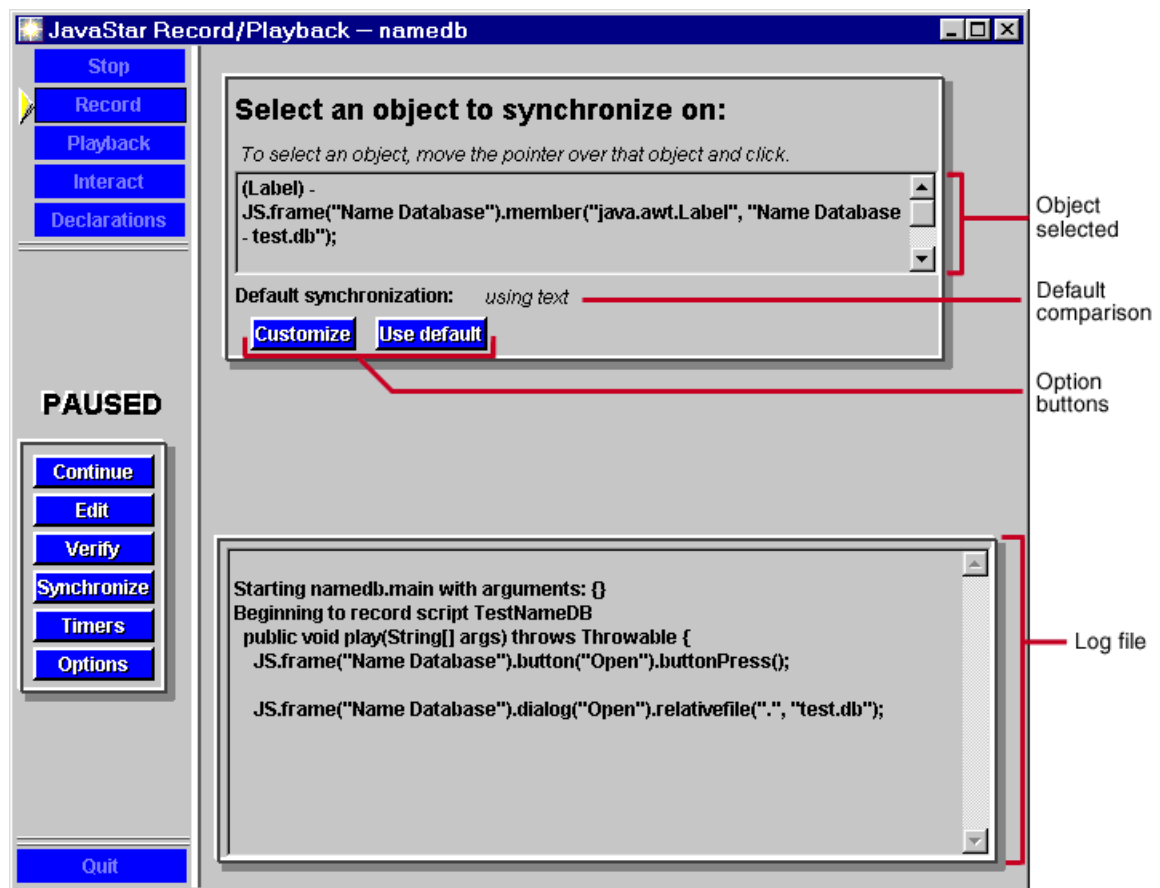 JavaStar Record/Playback — namedb
Stop
Record
Playback
Interact
Declarations
PAUSED
Continue
Edit
Verify
Synchronize
Timers
Options
Quit
Select an object to synchronize on:
To select an object, move the pointer over that object and click.
(Label) -
JS.frame("Name Database").member("java.awt.Label", "Name Database
- test.db");
Default synchronization: using text
Customize Use default
Starting namedb.main with arguments: {}
Beginning to record script TestNameDB
public void play(String[] args) throws Throwable {
JS.frame("Name Database").button("Open").buttonPress();
JS.frame("Name Database").dialog("Open").relativefile(".", "test.db");
Object
selected
Default
comparison
Option
buttons
Log file